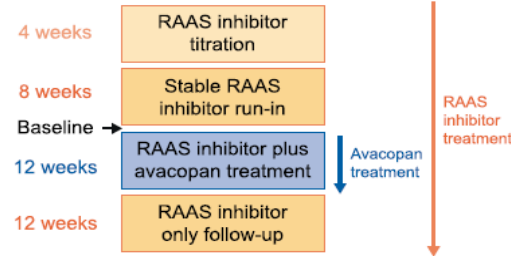 4 weeks
RAAS inhibitor
titration
8 weeks
Stable RAAS
inhibitor run-in
Baseline
12 weeks
RAAS inhibitor plus
avacopan treatment
12 weeks
RAAS inhibitor
only follow-up
Avacopan
treatment
RAAS
inhibitor
treatment